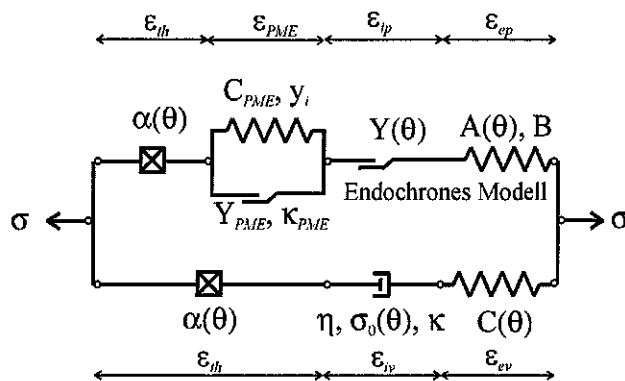 ε_th ε_PME ε_ip ε_ep
C_PME, y_i
α(θ) Y(θ) A(θ), B
Endochrones Modell
Y_PME, κ_PME
σ σ
α(θ) η, σ_0(θ), κ C(θ)
ε_th ε_iv ε_ev